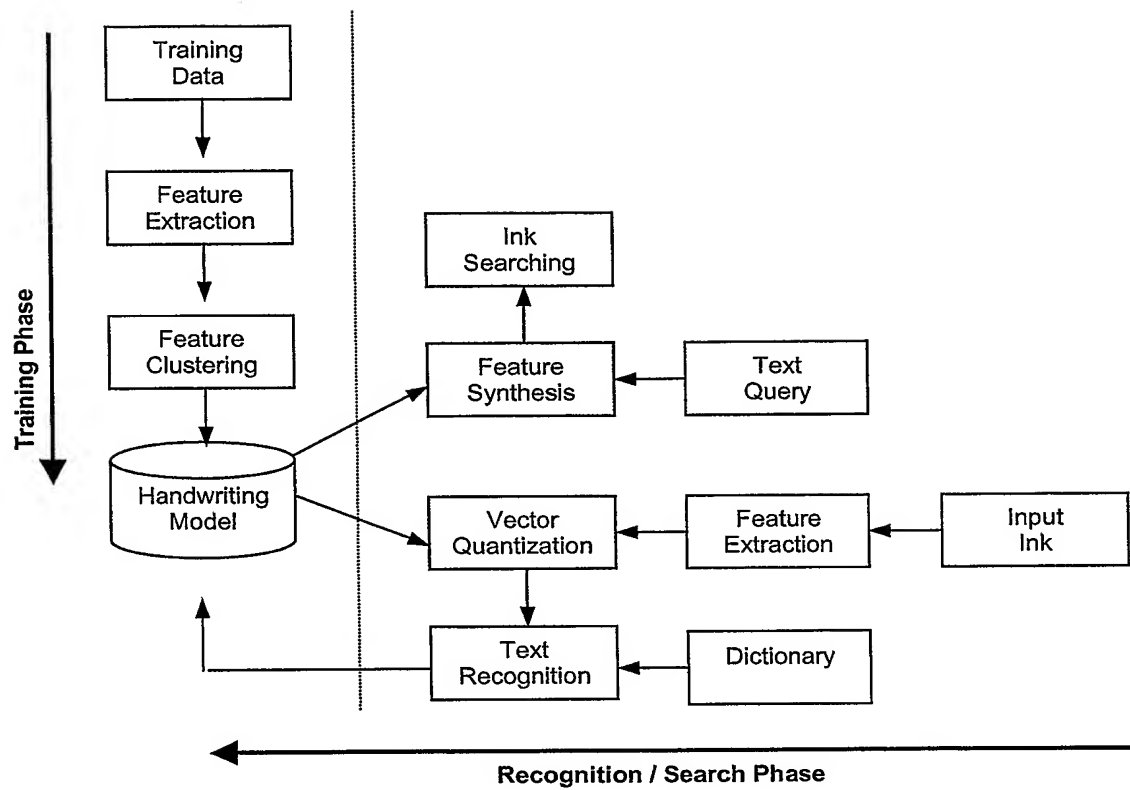 Training
Data
Feature
Extraction
Feature
Clustering
Handwriting
Model
Training Phase
Ink
Searching
Feature
Synthesis
Text
Query
Vector
Quantization
Feature
Extraction
Input
Ink
Text
Recognition
Dictionary
Recognition / Search Phase